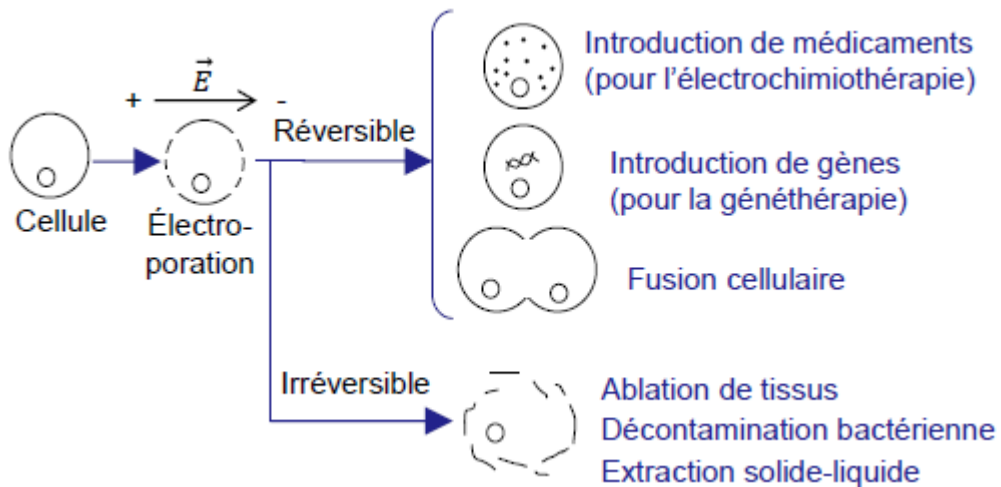 Introduction de médicaments
(pour l'électrochimiothérapie)
+ E -
Réversible
Introduction de gènes
(pour la généthérapie)
Cellule
Électro-
poration
Fusion cellulaire
Irréversible
Ablation de tissus
Décontamination bactérienne
Extraction solide-liquide